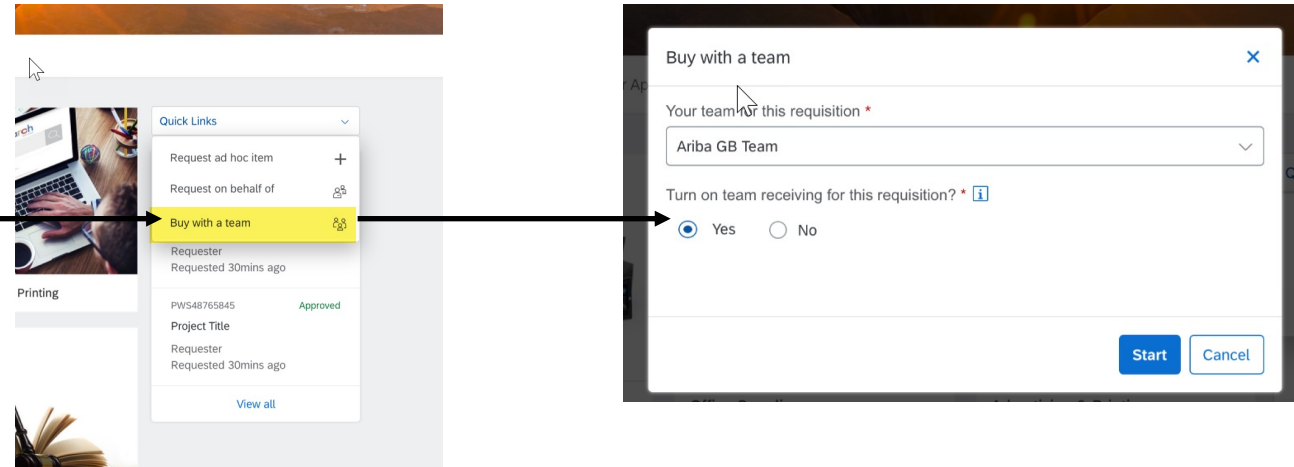 Quick Links
Request ad hoc item
Request on behalf of
Buy with a team
Requester
Requested 30mins ago
Printing
PWS48765845 Approved
Project Title
Requester
Requested 30mins ago
View all
Buy with a team
Your team for this requisition *
Ariba GB Team
Turn on team receiving for this requisition? * i
Yes No
Start Cancel